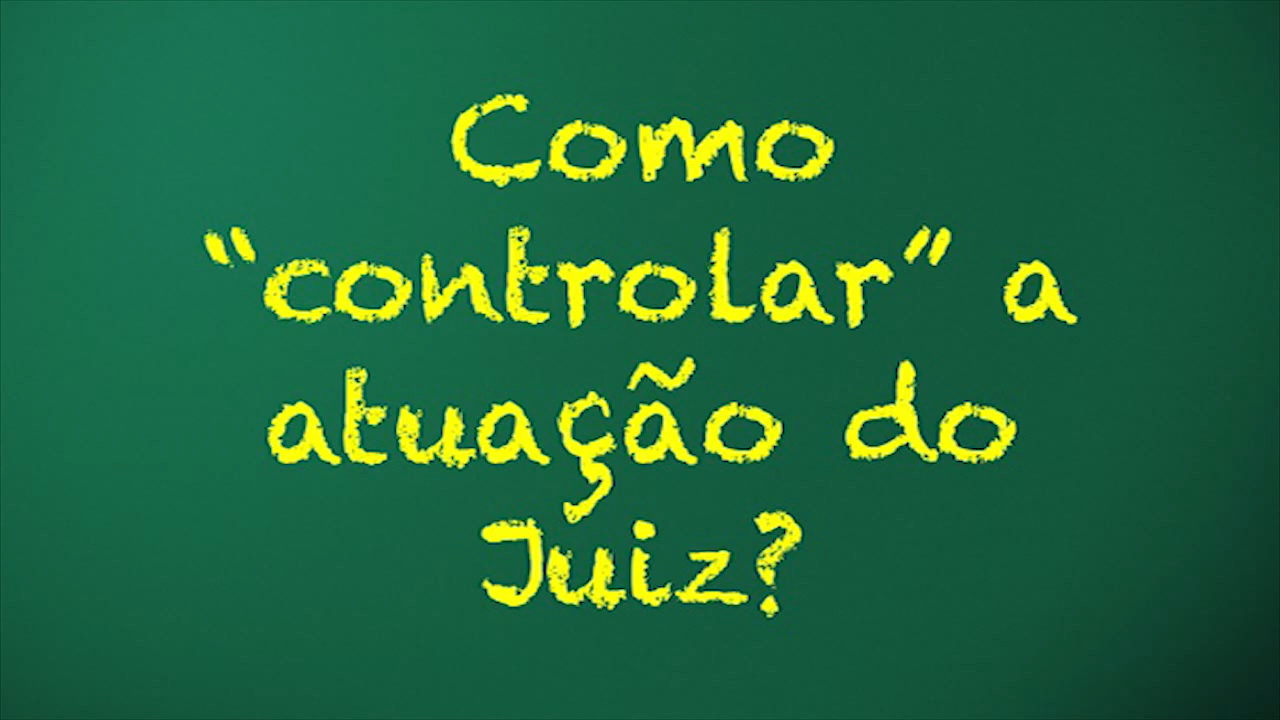 Como
“controlar” a
atuação do
Juiz?